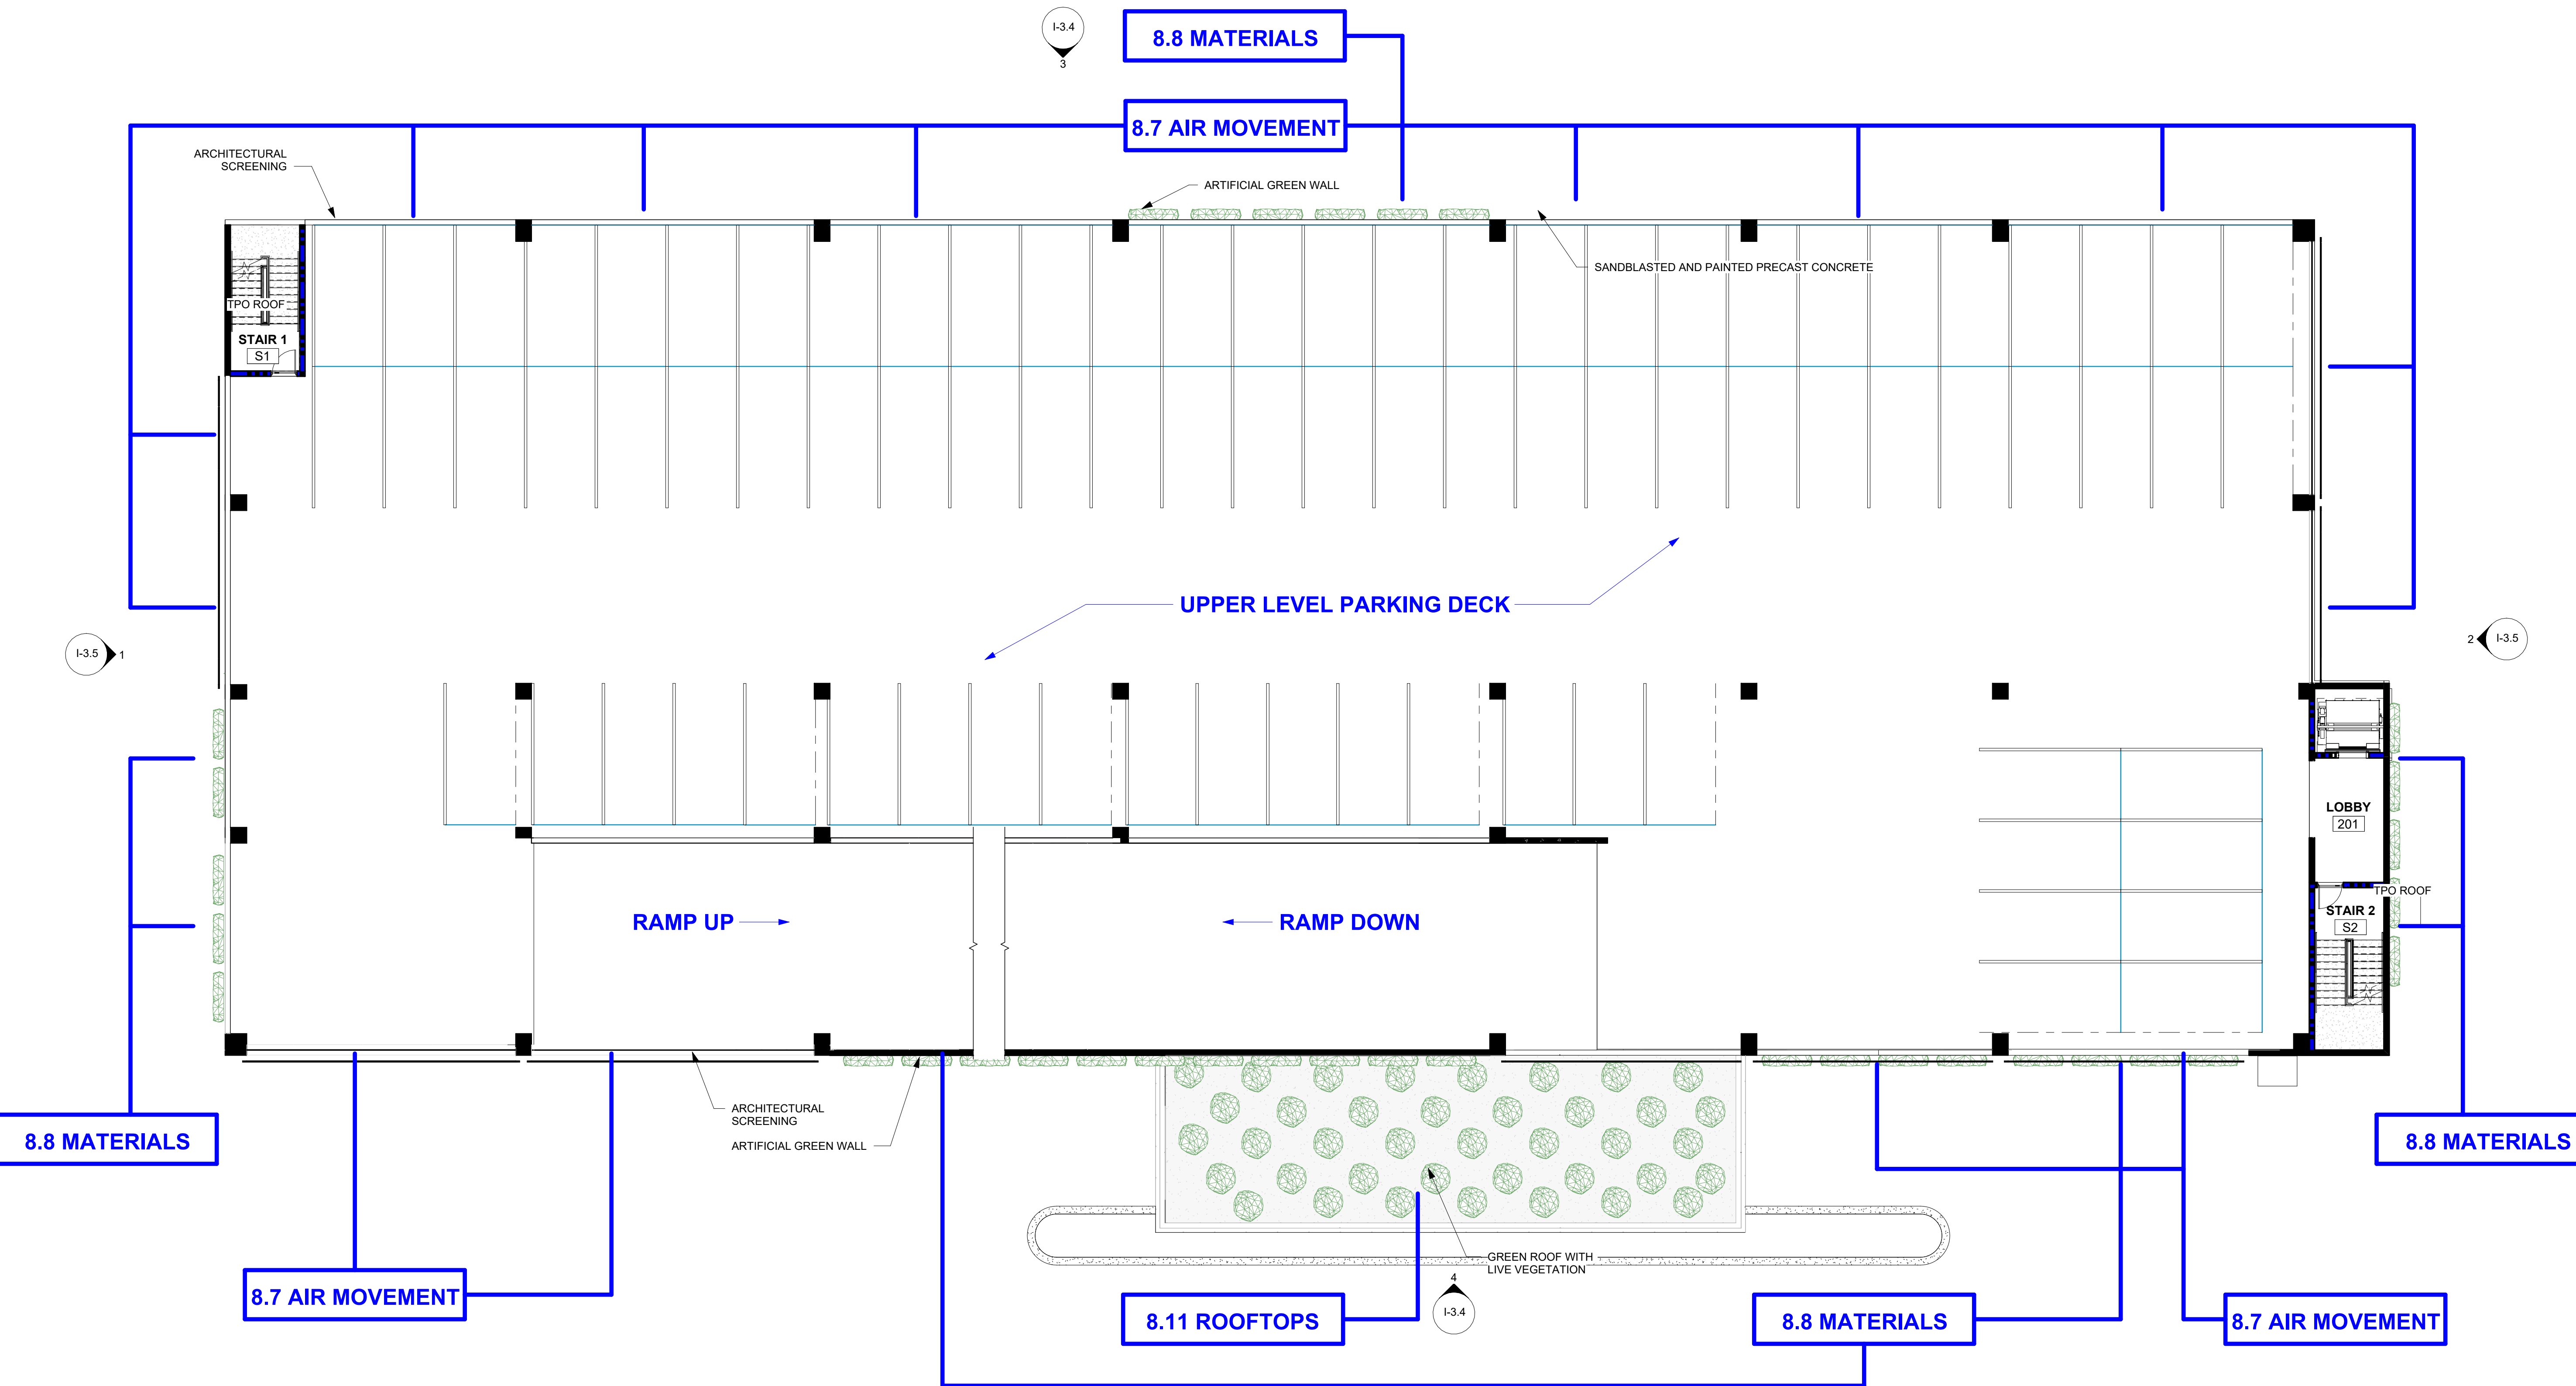 I-3.4
3
8.8 MATERIALS
8.7 AIR MOVEMENT
ARCHITECTURAL
SCREENING
ARTIFICIAL GREEN WALL
SANDBLASTED AND PAINTED PRECAST CONCRETE
TPO ROOF
STAIR 1
S1
UPPER LEVEL PARKING DECK
I-3.5
1
2
I-3.5
LOBBY
201
TPO ROOF
STAIR 2
S2
RAMP UP
RAMP DOWN
ARCHITECTURAL
SCREENING
ARTIFICIAL GREEN WALL
8.8 MATERIALS
8.8 MATERIALS
GREEN ROOF WITH
LIVE VEGETATION
4
I-3.4
8.7 AIR MOVEMENT
8.11 ROOFTOPS
8.8 MATERIALS
8.7 AIR MOVEMENT